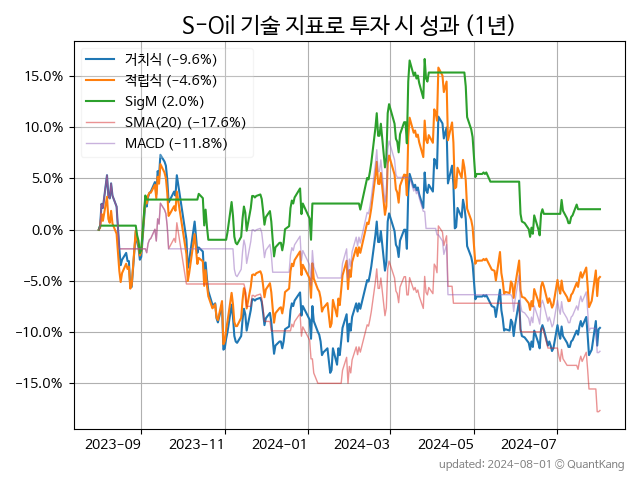 S-Oil 기술 지표로 투자 시 성과 (1년)
거치식 (−9.6%)
적립식 (−4.6%)
SigM (2.0%)
SMA(20) (−17.6%)
MACD (−11.8%)
15.0%
10.0%
5.0%
0.0%
−5.0%
−10.0%
−15.0%
2023-09
2023-11
2024-01
2024-03
2024-05
2024-07
updated: 2024-08-01 © QuantKang